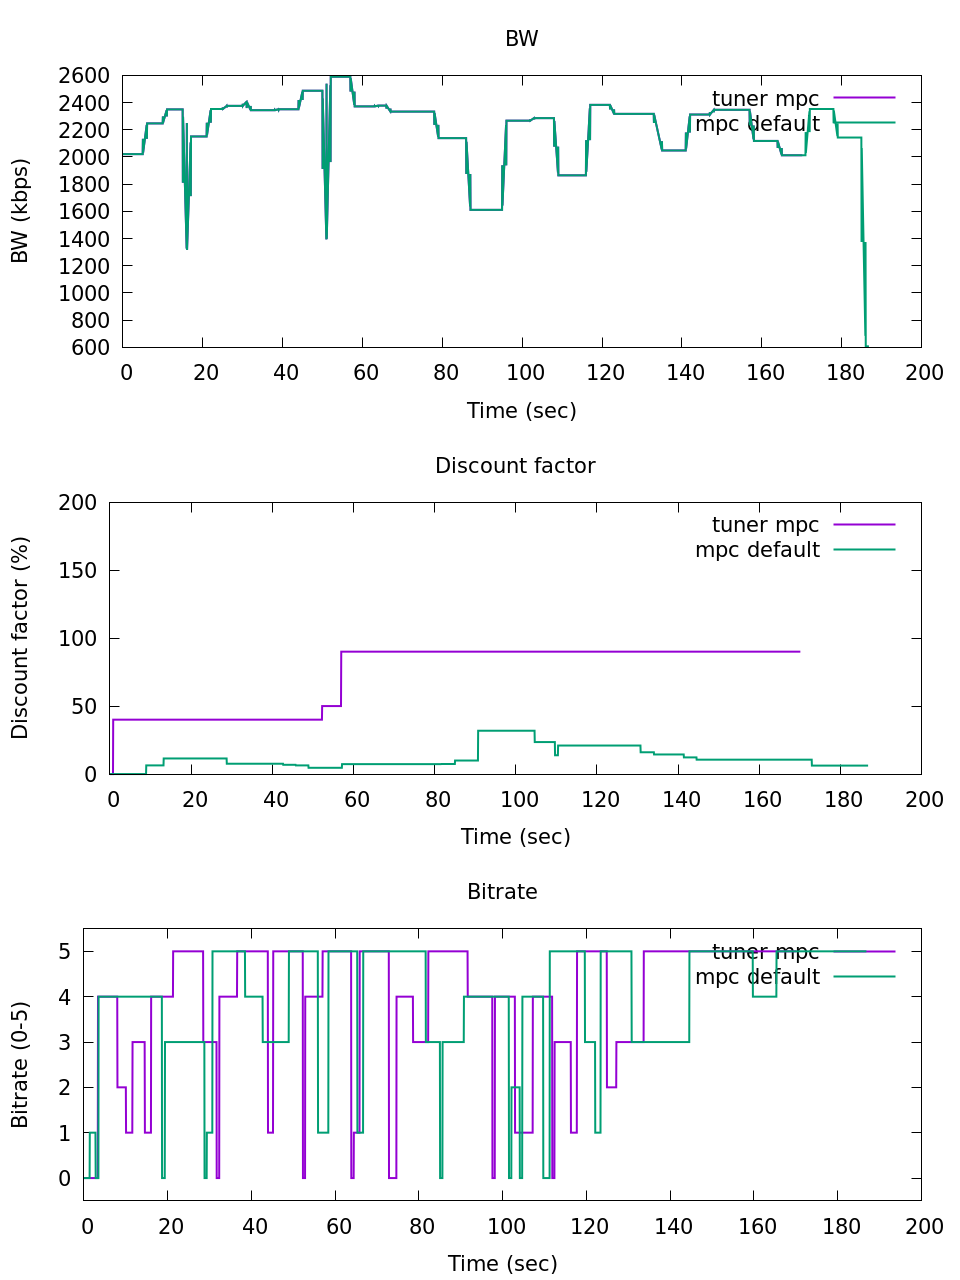 BW
2600
2400
2200
2000
1800
1600
1400
1200
1000
800
600
BW (kbps)
tuner mpc
mpc default
0 20 40 60 80 100 120 140 160 180 200
Time (sec)
Discount factor
200
150
100
50
0
Discount factor (%)
tuner mpc
mpc default
0 20 40 60 80 100 120 140 160 180 200
Time (sec)
Bitrate
5
4
3
2
1
0
Bitrate (0-5)
tuner mpc
mpc default
0 20 40 60 80 100 120 140 160 180 200
Time (sec)